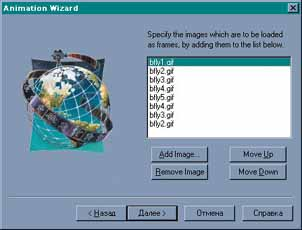 Animation Wizard
Specify the images which are to be loaded
as frames, by adding them to the list below.
bfly1.gif
bfly2.gif
bfly3.gif
bfly4.gif
bfly5.gif
bfly4.gif
bfly3.gif
bfly2.gif
Add Image...
Move Up
Remove Image
Move Down
< Назад
Далее >
Отмена
Справка